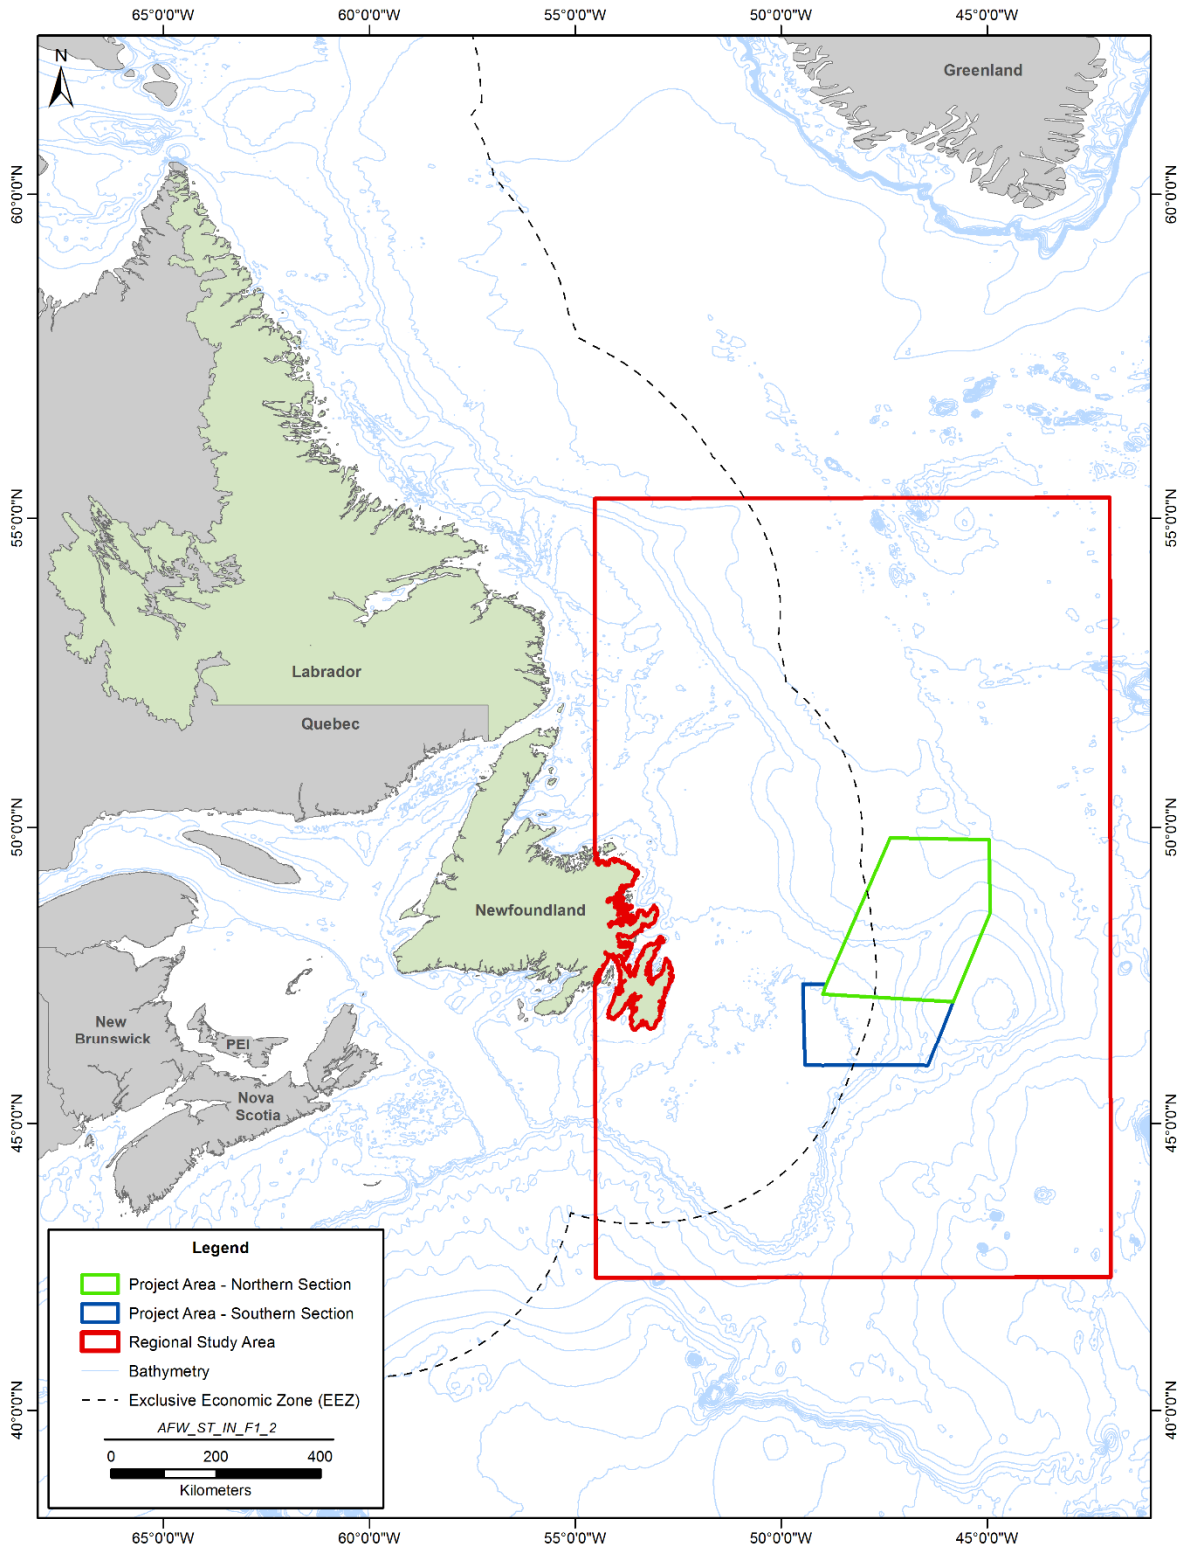 65°0'0"W 60°0'0"W 55°0'0"W 50°0'0"W 45°0'0"W
N
Greenland
60°0'0"N 60°0'0"N
55°0'0"N 55°0'0"N
Labrador
Quebec
50°0'0"N 50°0'0"N
Newfoundland
New
Brunswick
PEI
Nova
Scotia
45°0'0"N 45°0'0"N
Legend
Project Area - Northern Section
Project Area - Southern Section
Regional Study Area
Bathymetry
Exclusive Economic Zone (EEZ)
AFW_ST_IN_F1_2
0 200 400
Kilometers
40°0'0"N 40°0'0"N
65°0'0"W 60°0'0"W 55°0'0"W 50°0'0"W 45°0'0"W